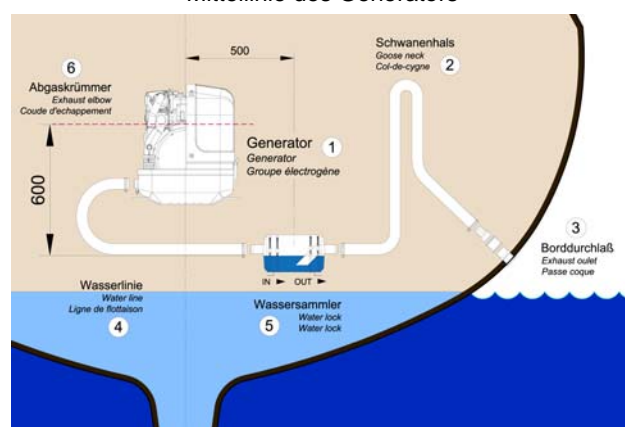 Mittellinie des Generators
500
6
Abgaskrümmer
Exhaust elbow
Coude d'echappement
Schwanenhals
Goose neck
Col-de-cygne
2
Generator
Generator
Groupe électrogéne
1
600
3
Borddurchlaß
Exhaust oulet
Passe coque
IN
OUT
Wasserlinie
Water line
Ligne de flottaison
4
Wassersammler
Water lock
Water lock
5